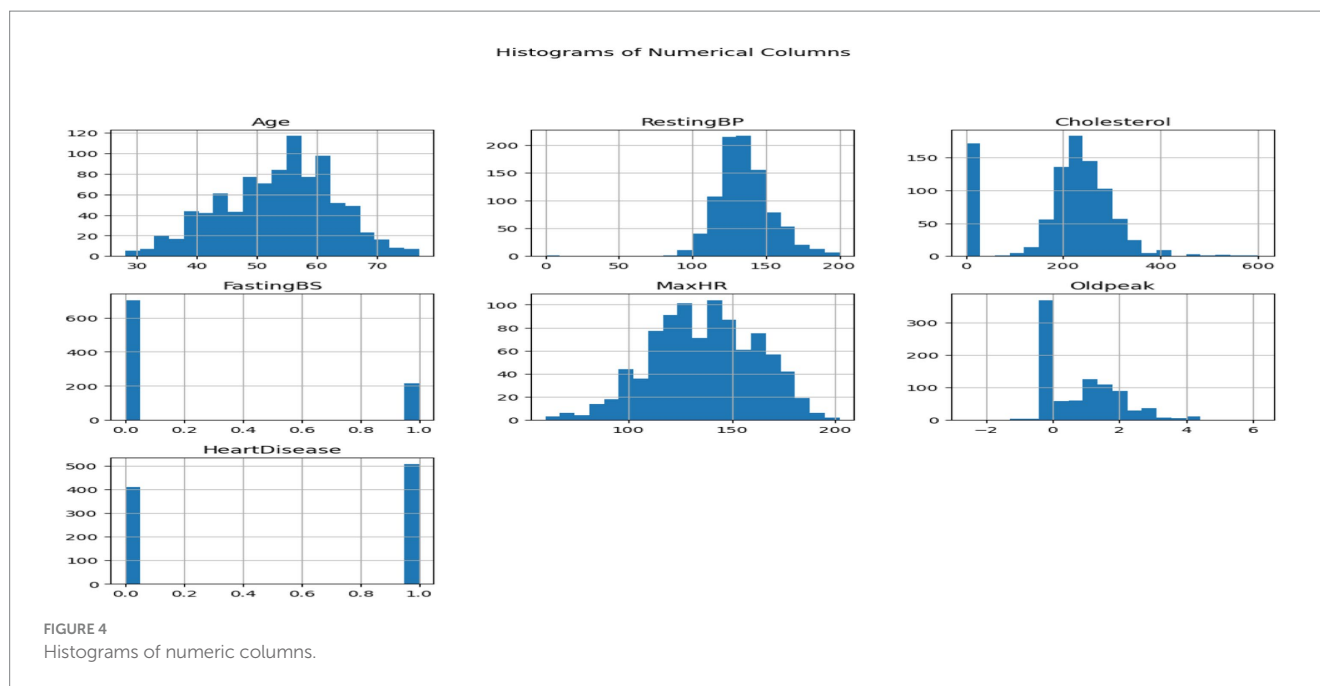 Histograms of Numerical Columns
Age
120
100
80
60
40
20
0
30 40 50 60 70
RestingBP
200
150
100
50
0
0 50 100 150 200
Cholesterol
150
100
50
0
0 200 400 600
FastingBS
600
400
200
0
0.0 0.2 0.4 0.6 0.8 1.0
MaxHR
100
80
60
40
20
0
100 150 200
Oldpeak
300
200
100
0
−2 0 2 4 6
HeartDisease
500
400
300
200
100
0
0.0 0.2 0.4 0.6 0.8 1.0
FIGURE 4
Histograms of numeric columns.